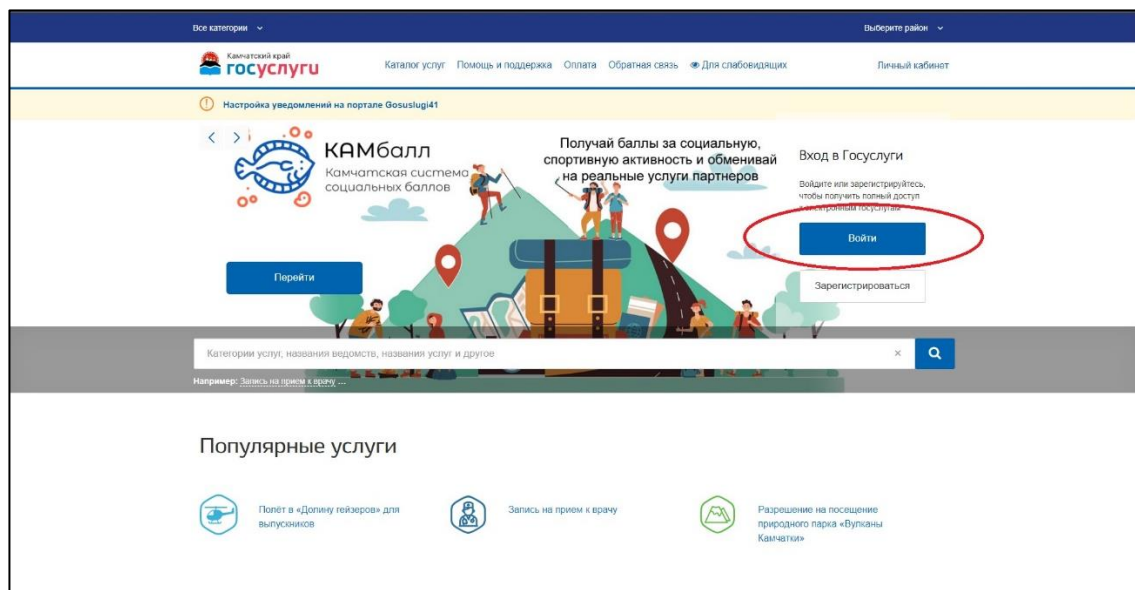 Все категории
Выберите район
Камчатский край
госуслуги
Каталог услуг Помощь и поддержка Оплата Обратная связь Для слабовидящих Личный кабинет
Настройка уведомлений на портале Gosuslugi41
КАМбалл
Камчатская система
социальных баллов
Получай баллы за социальную,
спортивную активность и обменивай
на реальные услуги партнеров
Перейти
Вход в Госуслуги
Войдите или зарегистрируйтесь,
чтобы получить полный доступ
к электронным госуслугам
Войти
Зарегистрироваться
Категории услуг, названия ведомств, названия услуг и другое
Например: Запись на прием к врачу ...
Популярные услуги
Полёт в «Долину гейзеров» для
выпускников
Запись на прием к врачу
Разрешение на посещение
природного парка «Вулканы
Камчатки»